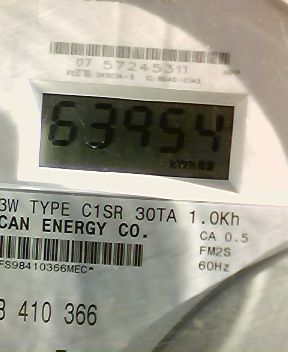 07 57245311
63954
3W TYPE C1SR 30TA 1.0Kh
CAN ENERGY CO.
CA 0.5
FM2S
60Hz
FS98410366MEC*
8 410 366